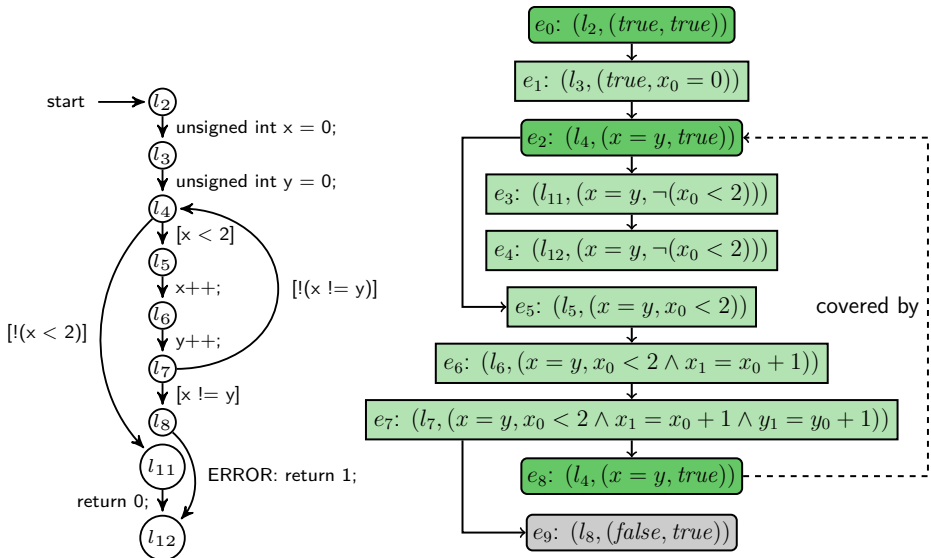 start
l₂
unsigned int x = 0;
l₃
unsigned int y = 0;
l₄
[x < 2]
l₅
x++;
[!(x != y)]
l₆
[!(x < 2)]
y++;
l₇
[x != y]
l₈
l₁₁
ERROR: return 1;
return 0;
l₁₂
e₀: (l₂, (true, true))
e₁: (l₃, (true, x₀ = 0))
e₂: (l₄, (x = y, true))
e₃: (l₁₁, (x = y, ¬(x₀ < 2)))
e₄: (l₁₂, (x = y, ¬(x₀ < 2)))
e₅: (l₅, (x = y, x₀ < 2))
covered by
e₆: (l₆, (x = y, x₀ < 2 ∧ x₁ = x₀ + 1))
e₇: (l₇, (x = y, x₀ < 2 ∧ x₁ = x₀ + 1 ∧ y₁ = y₀ + 1))
e₈: (l₄, (x = y, true))
e₉: (l₈, (false, true))